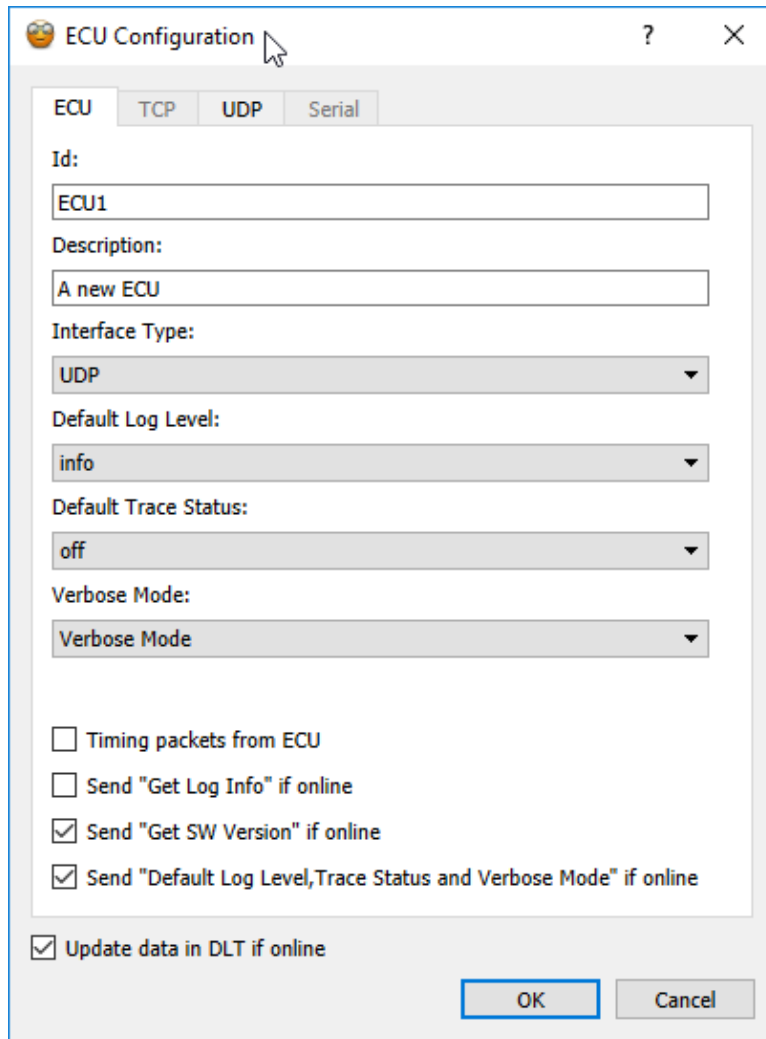 ECU Configuration ?
ECU TCP UDP Serial
Id:
ECU1
Description:
A new ECU
Interface Type:
UDP
Default Log Level:
info
Default Trace Status:
off
Verbose Mode:
Verbose Mode
Timing packets from ECU
Send "Get Log Info" if online
Send "Get SW Version" if online
Send "Default Log Level,Trace Status and Verbose Mode" if online
Update data in DLT if online
OK Cancel